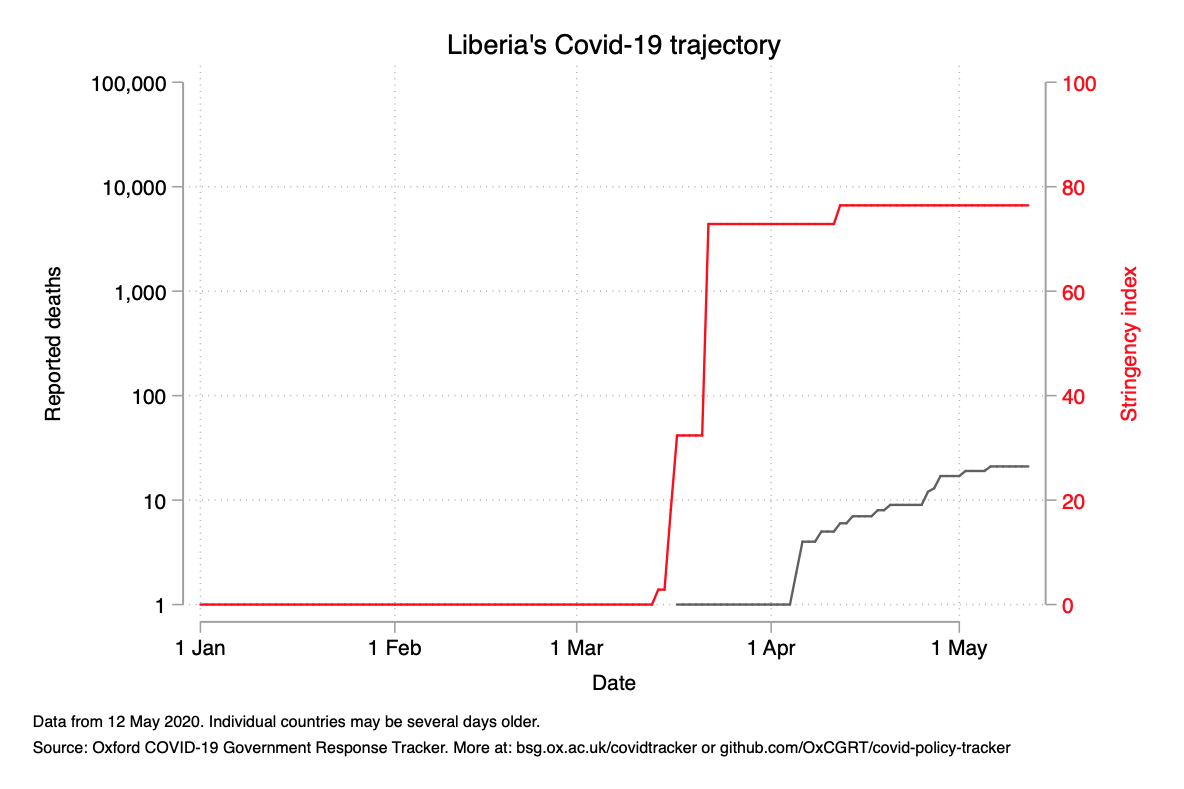 Liberia's Covid-19 trajectory
100,000
10,000
1,000
100
10
1
Reported deaths
100
80
60
40
20
0
Stringency index
1 Jan
1 Feb
1 Mar
1 Apr
1 May
Date
Data from 12 May 2020. Individual countries may be several days older.
Source: Oxford COVID-19 Government Response Tracker. More at: bsg.ox.ac.uk/covidtracker or github.com/OxCGRT/covid-policy-tracker